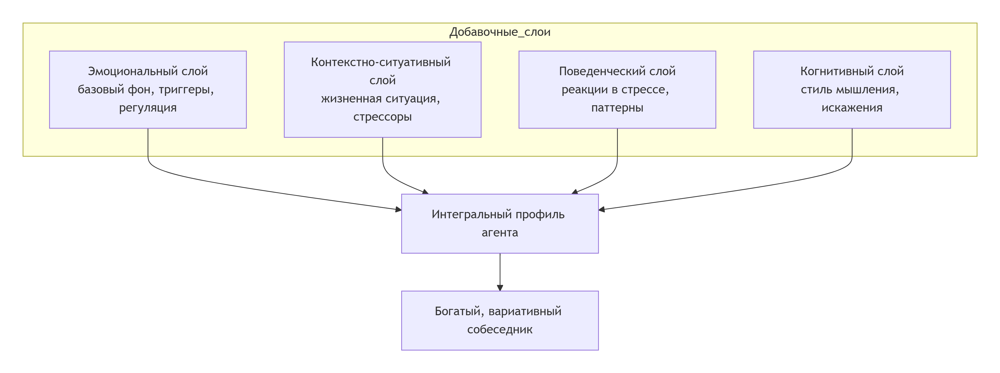 Добавочные_слои
Эмоциональный слой
базовый фон, триггеры,
регуляция
Контекстно-ситуативный
слой
жизненная ситуация,
стрессоры
Поведенческий слой
реакции в стрессе,
паттерны
Когнитивный слой
стиль мышления,
искажения
Интегральный профиль
агента
Богатый, вариативный
собеседник